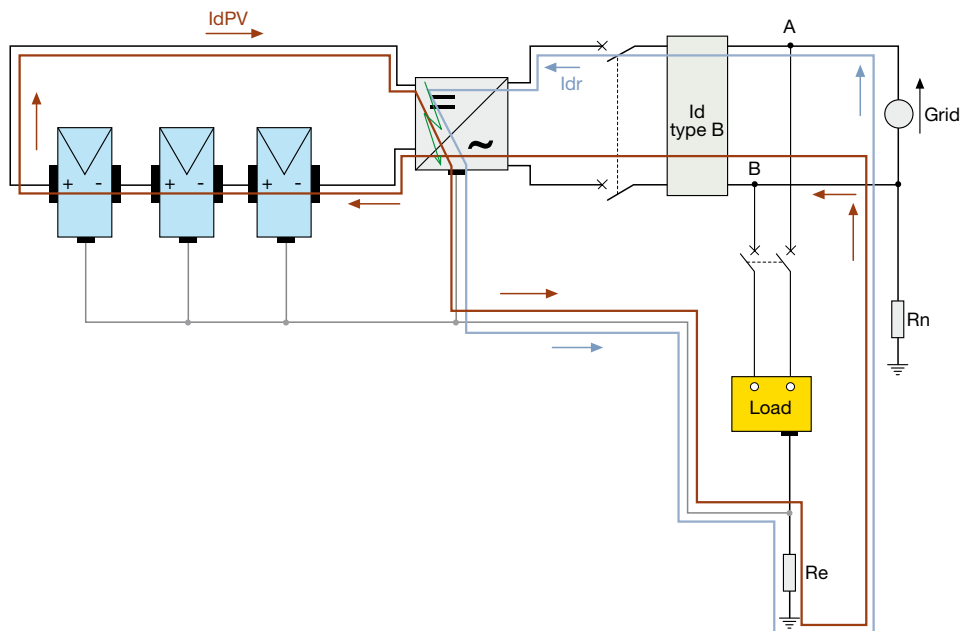 IdPV
A
Idr
Id
type B
Grid
+ - + - + -
~
B
Rn
Load
Re